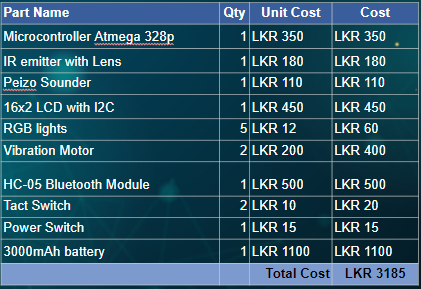 Part Name Qty Unit Cost Cost
Microcontroller Atmega 328p 1 LKR 350 LKR 350
IR emitter with Lens 1 LKR 180 LKR 180
Peizo Sounder 1 LKR 110 LKR 110
16x2 LCD with I2C 1 LKR 450 LKR 450
RGB lights 5 LKR 12 LKR 60
Vibration Motor 2 LKR 200 LKR 400
HC-05 Bluetooth Module 1 LKR 500 LKR 500
Tact Switch 2 LKR 10 LKR 20
Power Switch 1 LKR 15 LKR 15
3000mAh battery 1 LKR 1100 LKR 1100
Total Cost LKR 3185